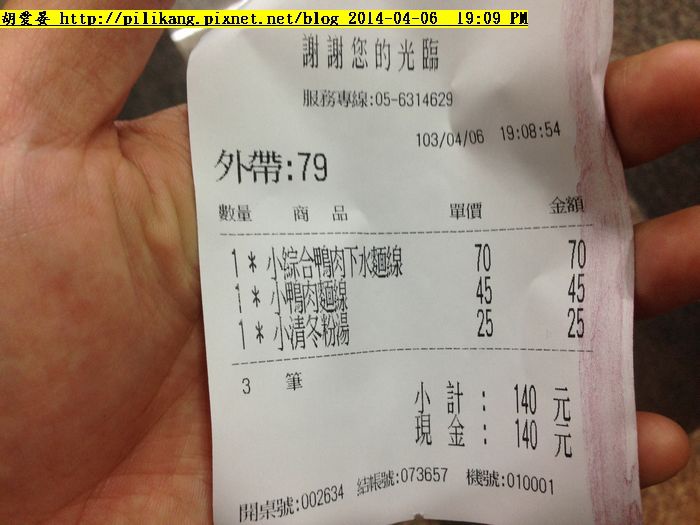 胡愛晏 http://pilikang.pixnet.net/blog 2014-04-06 19:09 PM
謝謝您的光臨
服務專線:05-6314629
103/04/06 19:08:54
外帶:79
數量 商品 單價 金額
1 * 小綜合鴨肉下水麵線 70 70
1 * 小鴨肉麵線 45 45
1 * 小清冬粉湯 25 25
3 筆
小計: 140 元
現金: 140 元
開桌號:002634 結帳號:073657 機號:010001